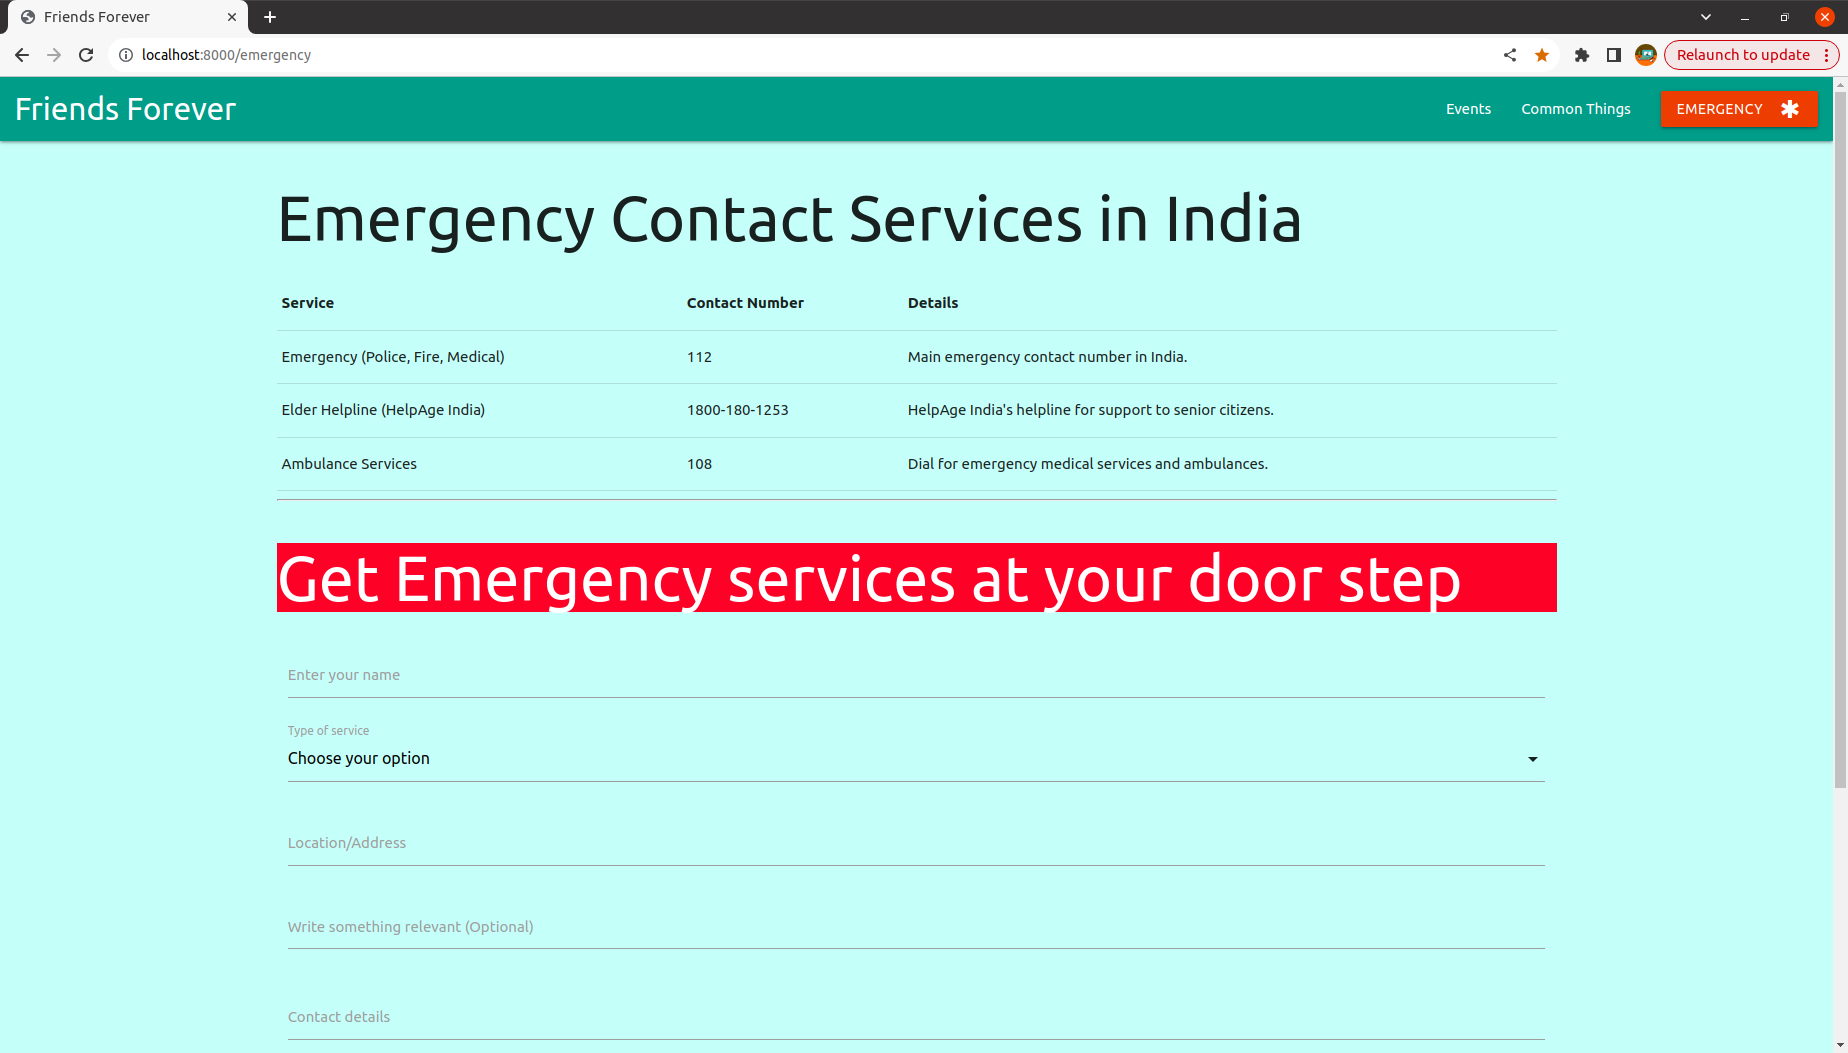 Friends Forever
localhost:8000/emergency
Relaunch to update
Friends Forever
Events
Common Things
EMERGENCY
Emergency Contact Services in India
Service Contact Number Details
Emergency (Police, Fire, Medical) 112 Main emergency contact number in India.
Elder Helpline (HelpAge India) 1800-180-1253 HelpAge India's helpline for support to senior citizens.
Ambulance Services 108 Dial for emergency medical services and ambulances.
Get Emergency services at your door step
Enter your name
Type of service
Choose your option
Location/Address
Write something relevant (Optional)
Contact details